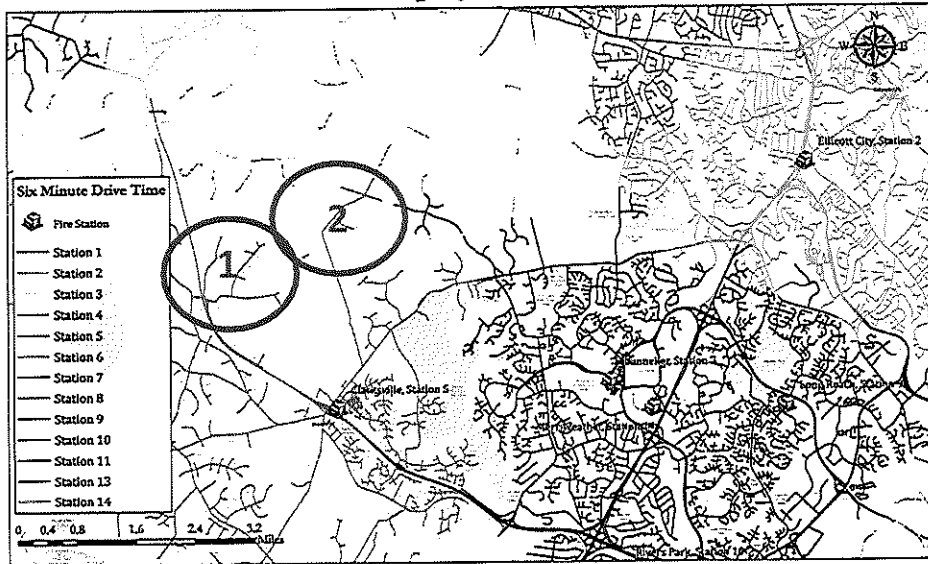 N
W E
S
Ellicott City, Station 2
Six Minute Drive Time
Fire Station
Station 1
Station 2
Station 3
Station 4
Station 5
Station 6
Station 7
Station 8
Station 9
Station 10
Station 11
Station 13
Station 14
1
2
Clarksville, Station 5
Banneker, Station 7
Station
Rivers Park, Station
0 0.4 0.8 1.6 2.4 3.2
Miles